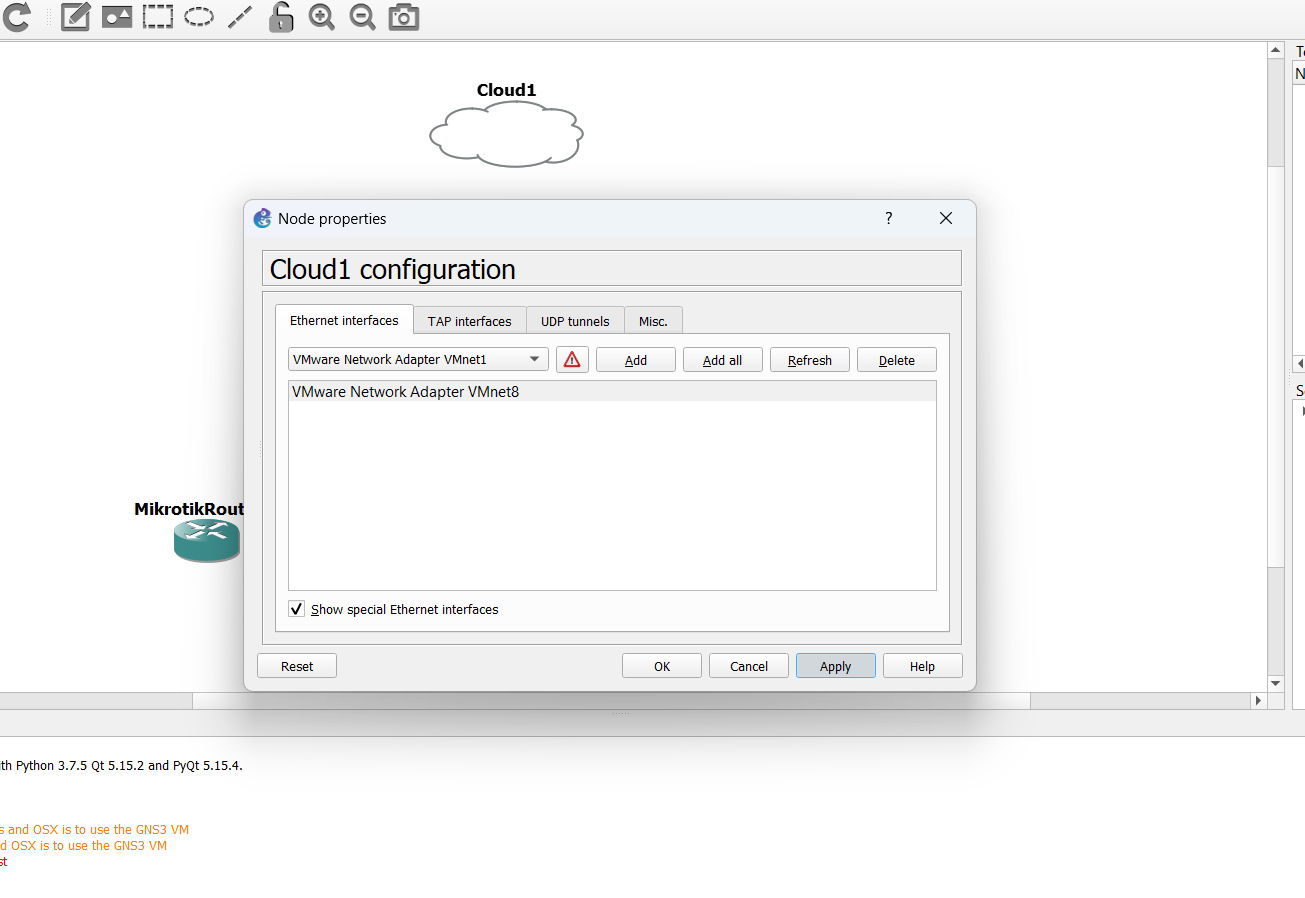 Cloud1
Node properties
?
Cloud1 configuration
Ethernet interfaces
TAP interfaces
UDP tunnels
Misc.
VMware Network Adapter VMnet1
Add
Add all
Refresh
Delete
VMware Network Adapter VMnet8
MikrotikRout
Show special Ethernet interfaces
Reset
OK
Cancel
Apply
Help
th Python 3.7.5 Qt 5.15.2 and PyQt 5.15.4.
s and OSX is to use the GNS3 VM
d OSX is to use the GNS3 VM
st